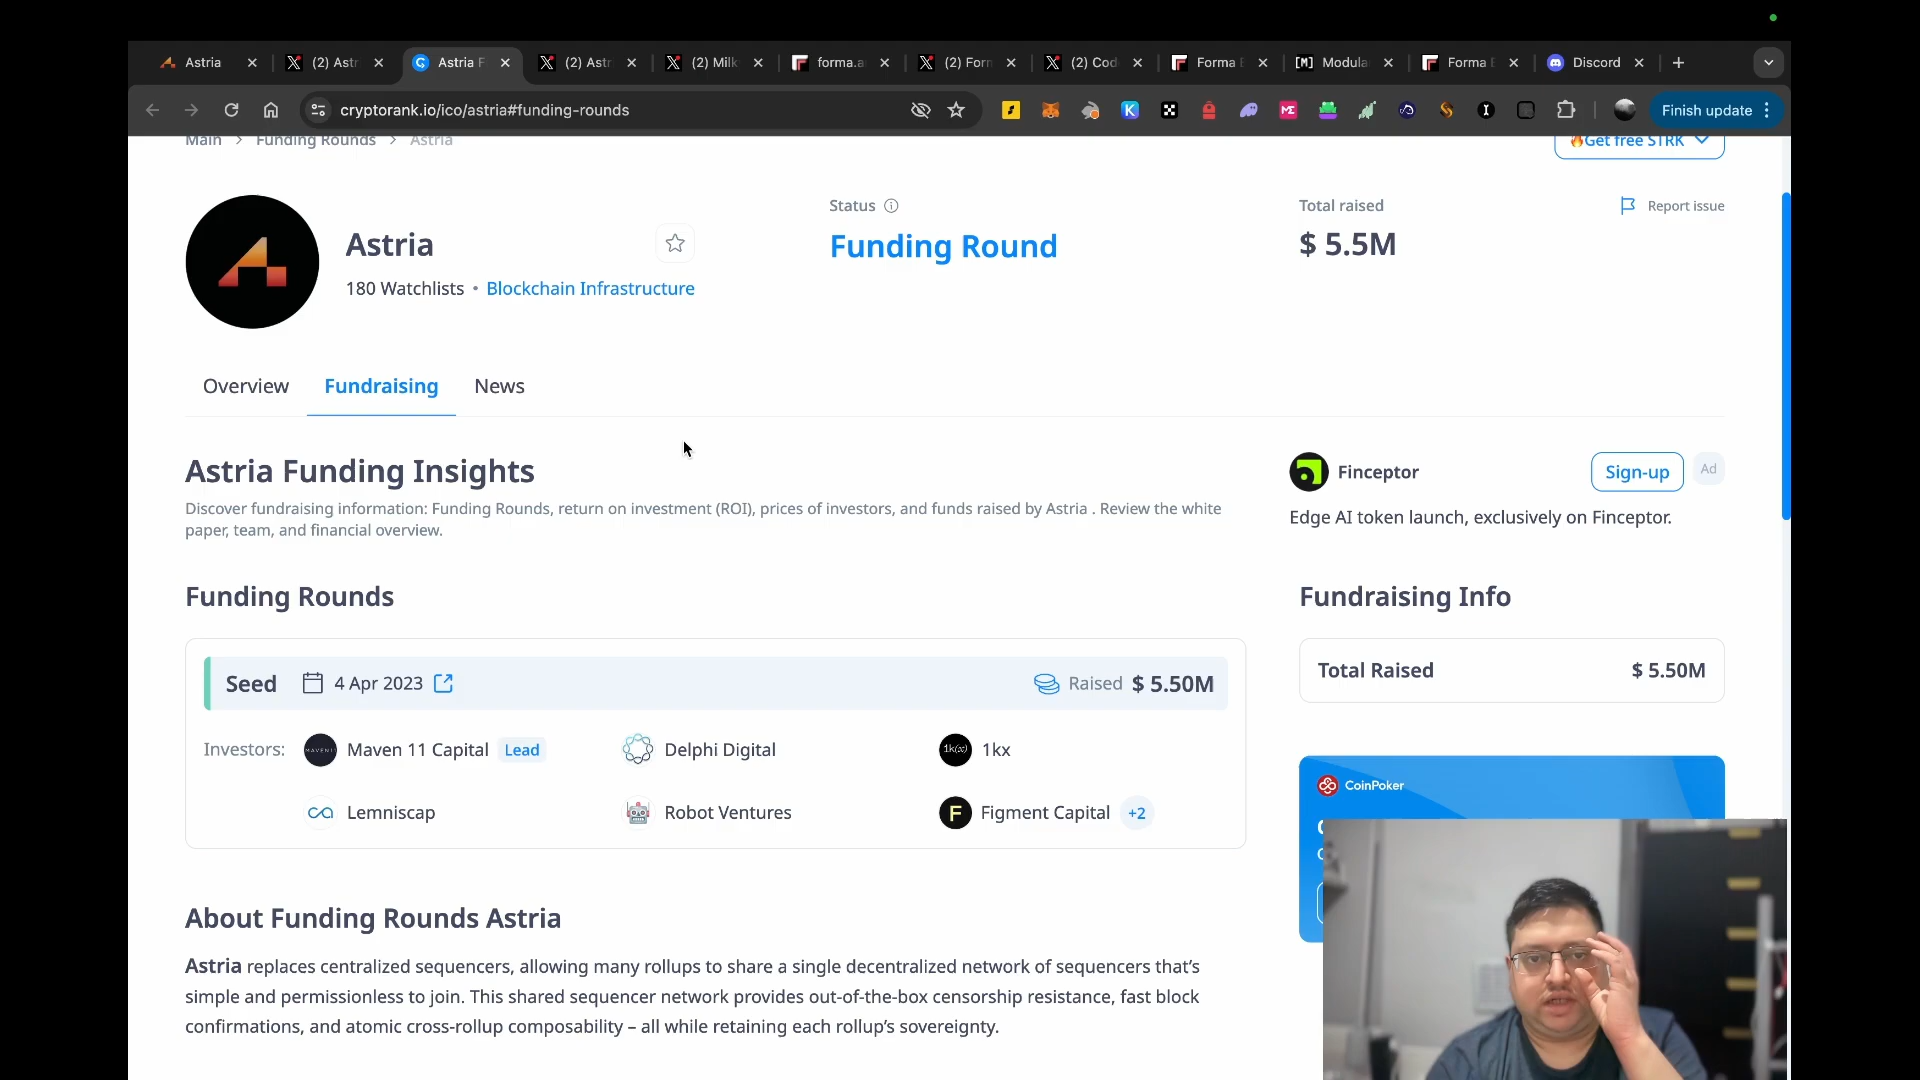 Astria
(2) Astr
Astria F
(2) Astr
(2) Milk
forma.a
(2) Form
(2) Cod
Forma E
[M] Modula
Forma E
Discord
cryptorank.io/ico/astria#funding-rounds
Finish update
Main > Funding Rounds > Astria
🔥Get free STRK
Astria
180 Watchlists • Blockchain Infrastructure
Status
Funding Round
Total raised
$ 5.5M
Report issue
Overview
Fundraising
News
Astria Funding Insights
Discover fundraising information: Funding Rounds, return on investment (ROI), prices of investors, and funds raised by Astria . Review the white
paper, team, and financial overview.
Finceptor
Sign-up
Ad
Edge AI token launch, exclusively on Finceptor.
Funding Rounds
Seed 4 Apr 2023 Raised $ 5.50M
Investors: MAVEN11 Maven 11 Capital Lead Delphi Digital 1k(x) 1kx
Lemniscap Robot Ventures F Figment Capital +2
Fundraising Info
Total Raised $ 5.50M
CoinPoker
About Funding Rounds Astria
Astria replaces centralized sequencers, allowing many rollups to share a single decentralized network of sequencers that's
simple and permissionless to join. This shared sequencer network provides out-of-the-box censorship resistance, fast block
confirmations, and atomic cross-rollup composability – all while retaining each rollup's sovereignty.